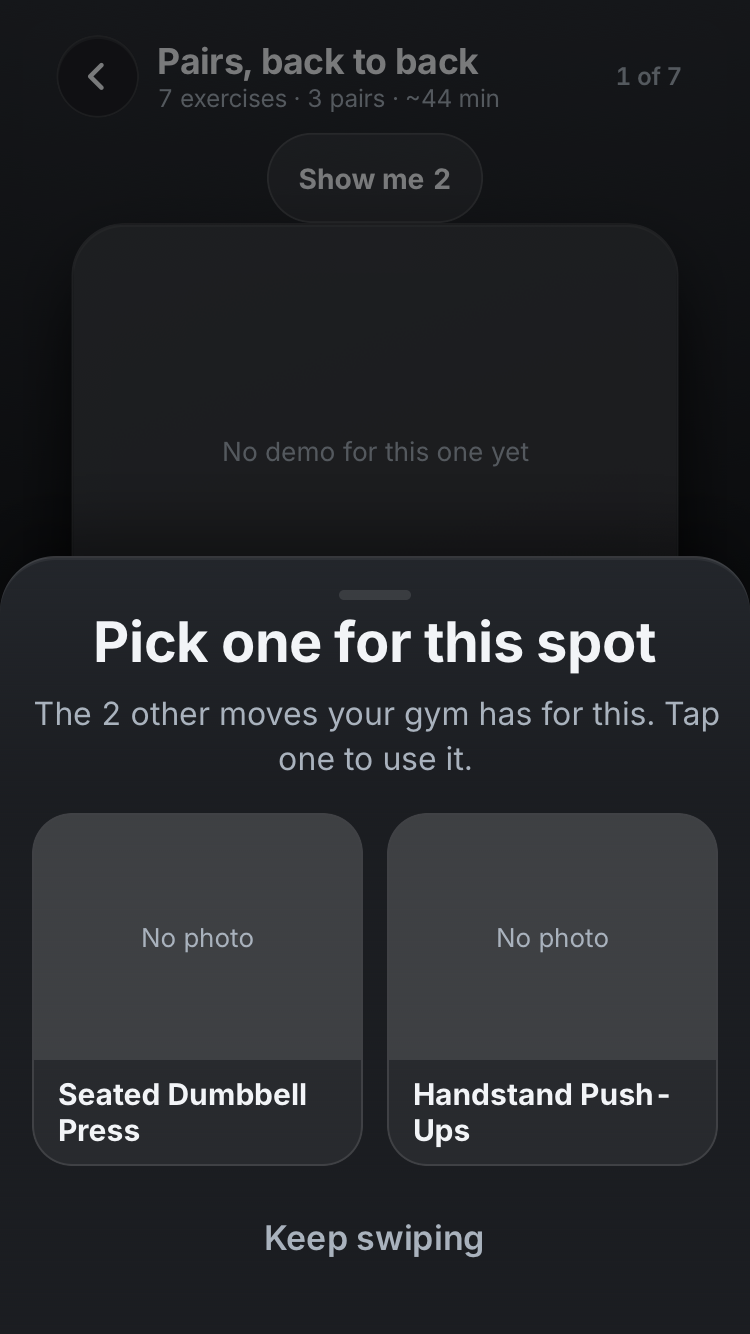 Pairs, back to back
7 exercises · 3 pairs · ~44 min
1 of 7
Show me 2
No demo for this one yet
Pick one for this spot
The 2 other moves your gym has for this. Tap
one to use it.
No photo
Seated Dumbbell
Press
No photo
Handstand Push-
Ups
Keep swiping